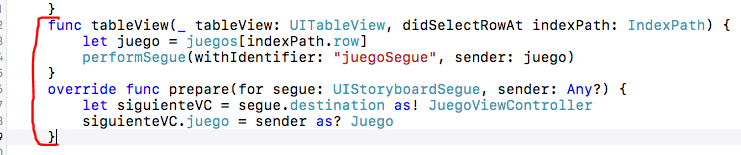 }
func tableView(_ tableView: UITableView, didSelectRowAt indexPath: IndexPath) {
let juego = juegos[indexPath.row]
performSegue(withIdentifier: "juegoSegue", sender: juego)
}
override func prepare(for segue: UIStoryboardSegue, sender: Any?) {
let siguienteVC = segue.destination as! JuegoViewController
siguienteVC.juego = sender as? Juego
}